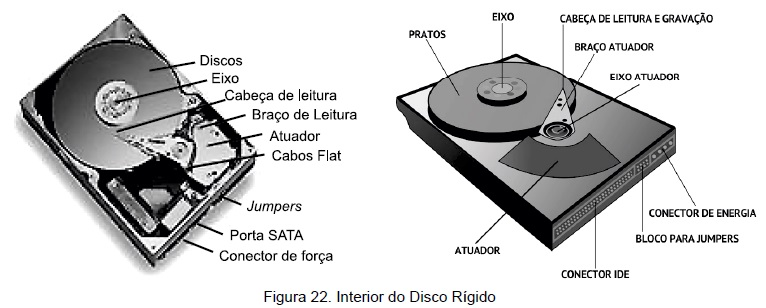 Discos
Eixo
Cabeça de leitura
Braço de Leitura
Atuador
Cabos Flat
Jumpers
Porta SATA
Conector de força
EIXO
CABEÇA DE LEITURA E GRAVAÇÃO
PRATOS
BRAÇO ATUADOR
EIXO ATUADOR
CONECTOR DE ENERGIA
BLOCO PARA JUMPERS
ATUADOR
CONECTOR IDE
Figura 22. Interior do Disco Rígido